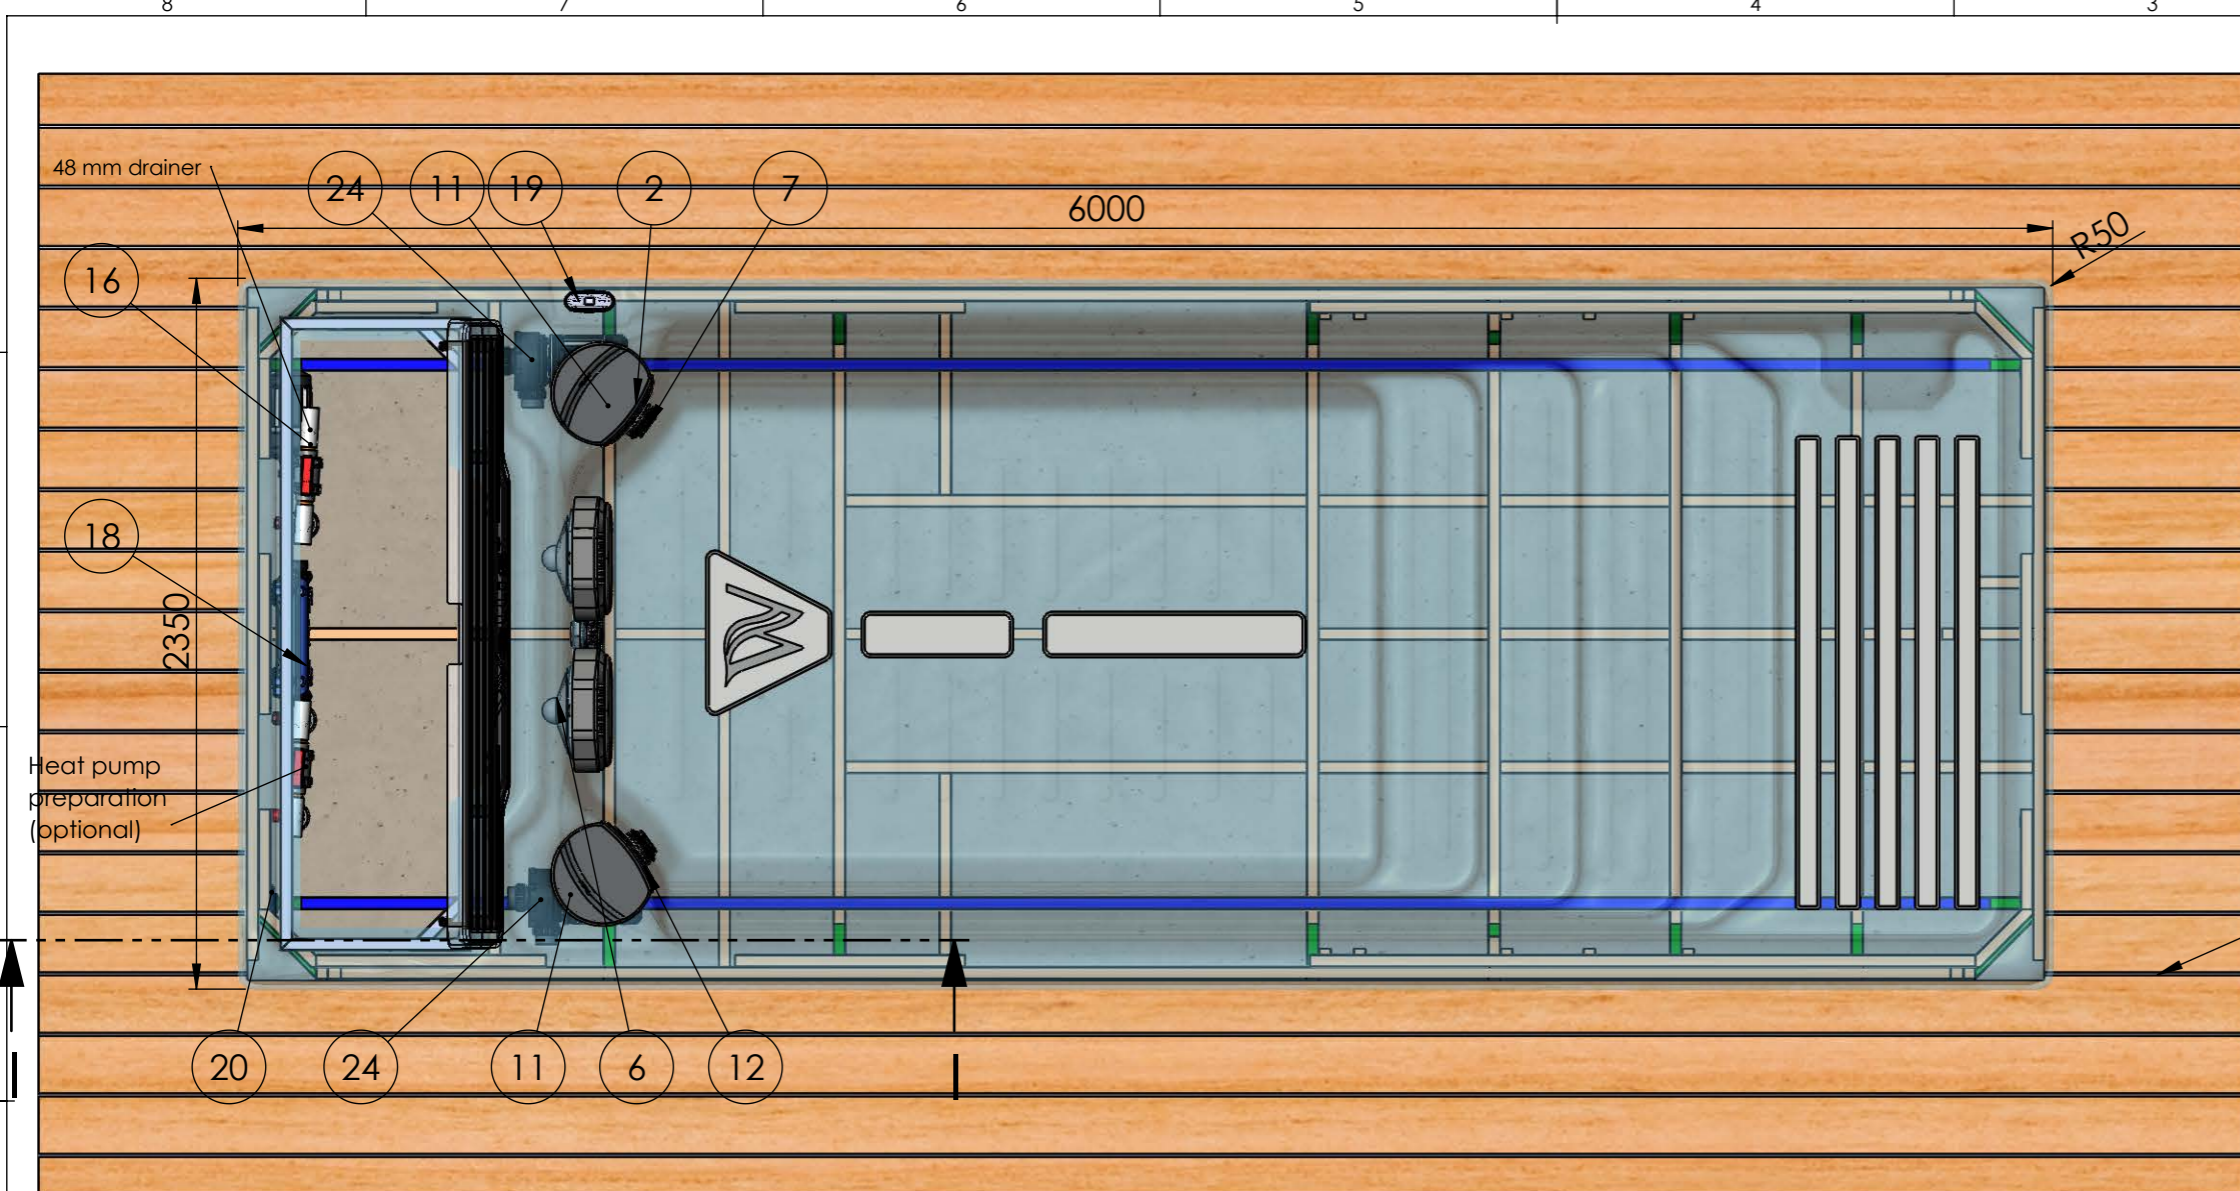 8 7 6 5 4 3
48 mm drainer
24 11 19 2 7
6000
R50
16
18
2350
Heat pump
preparation
(optional)
20 24 11 6 12